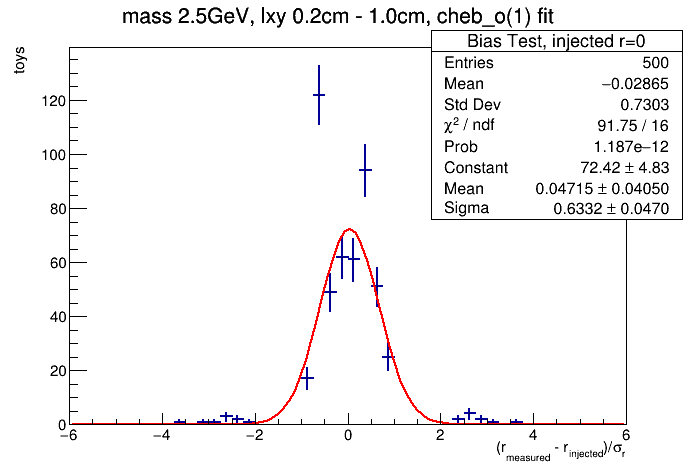 mass 2.5GeV, lxy 0.2cm - 1.0cm, cheb_o(1) fit
Bias Test, injected r=0
Entries 500
Mean −0.02865
Std Dev 0.7303
χ² / ndf 91.75 / 16
Prob 1.187e−12
Constant 72.42 ± 4.83
Mean 0.04715 ± 0.04050
Sigma 0.6332 ± 0.0470
toys
120
100
80
60
40
20
0
−6 −4 −2 0 2 4 6
(r_measured - r_injected)/σ_r